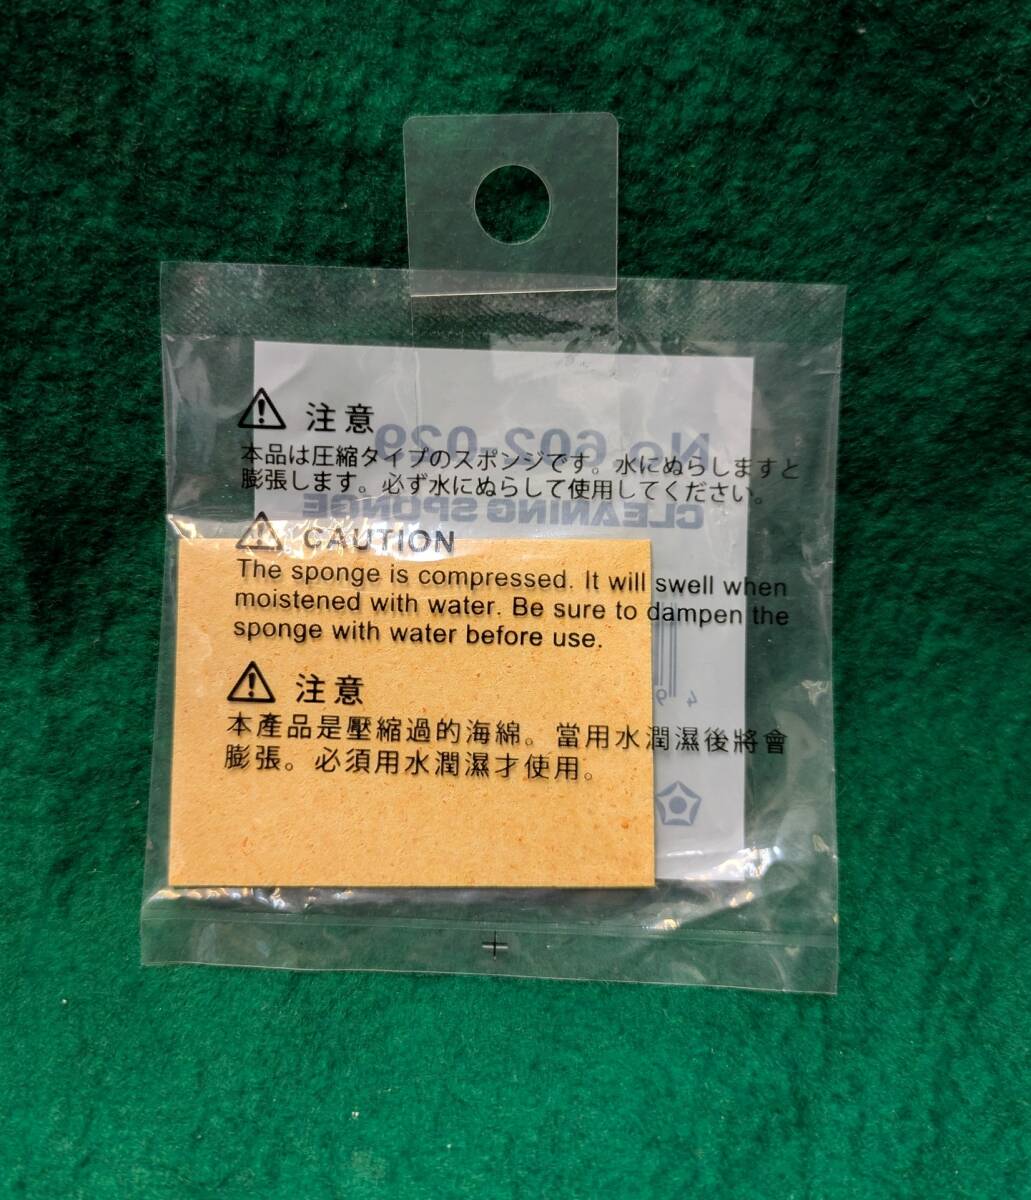 注意
本品は圧縮タイプのスポンジです。水にぬらしますと
膨張します。必ず水にぬらして使用してください。
CAUTION
The sponge is compressed. It will swell when
moistened with water. Be sure to dampen the
sponge with water before use.
注意
本產品是壓縮過的海綿。當用水潤濕後將會
膨張。必須用水潤濕才使用。
No.602-029
CLEANING SPONGE
4 9